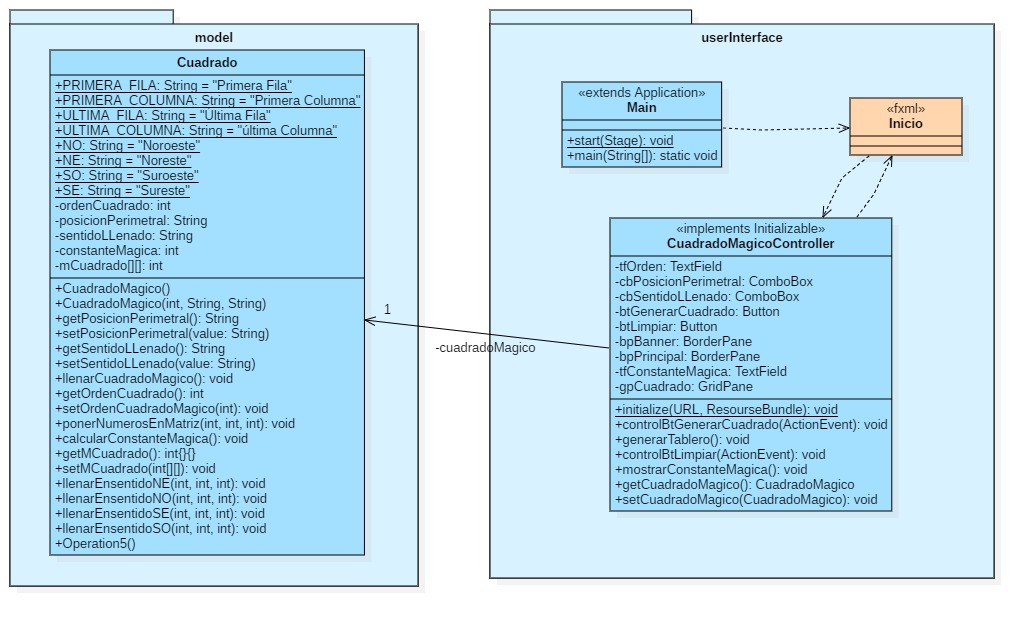 model
Cuadrado
+PRIMERA_FILA: String = "Primera Fila"
+PRIMERA_COLUMNA: String = "Primera Columna"
+ULTIMA_FILA: String = "Última Fila"
+ULTIMA_COLUMNA: String = "última Columna"
+NO: String = "Noroeste"
+NE: String = "Noreste"
+SO: String = "Suroeste"
+SE: String = "Sureste"
-ordenCuadrado: int
-posicionPerimetral: String
-sentidoLLenado: String
-constanteMagica: int
-mCuadrado[][]: int
+CuadradoMagico()
+CuadradoMagico(int, String, String)
+getPosicionPerimetral(): String
+setPosicionPerimetral(value: String)
+getSentidoLLenado(): String
+setSentidoLLenado(value: String)
+llenarCuadradoMagico(): void
+getOrdenCuadrado(): int
+setOrdenCuadradoMagico(int): void
+ponerNumerosEnMatriz(int, int, int): void
+calcularConstanteMagica(): void
+getMCuadrado(): int{}{}
+setMCuadrado(int[][]): void
+llenarEnsentidoNE(int, int, int): void
+llenarEnsentidoNO(int, int, int): void
+llenarEnsentidoSE(int, int, int): void
+llenarEnsentidoSO(int, int, int): void
+Operation5()
1
-cuadradoMagico
userInterface
«extends Application»
Main
+start(Stage): void
+main(String[]): static void
«fxml»
Inicio
«implements Initializable»
CuadradoMagicoController
-tfOrden: TextField
-cbPosicionPerimetral: ComboBox
-cbSentidoLLenado: ComboBox
-btGenerarCuadrado: Button
-btLimpiar: Button
-bpBanner: BorderPane
-bpPrincipal: BorderPane
-tfConstanteMagica: TextField
-gpCuadrado: GridPane
+initialize(URL, ResourseBundle): void
+controlBtGenerarCuadrado(ActionEvent): void
+generarTablero(): void
+controlBtLimpiar(ActionEvent): void
+mostrarConstanteMagica(): void
+getCuadradoMagico(): CuadradoMagico
+setCuadradoMagico(CuadradoMagico): void